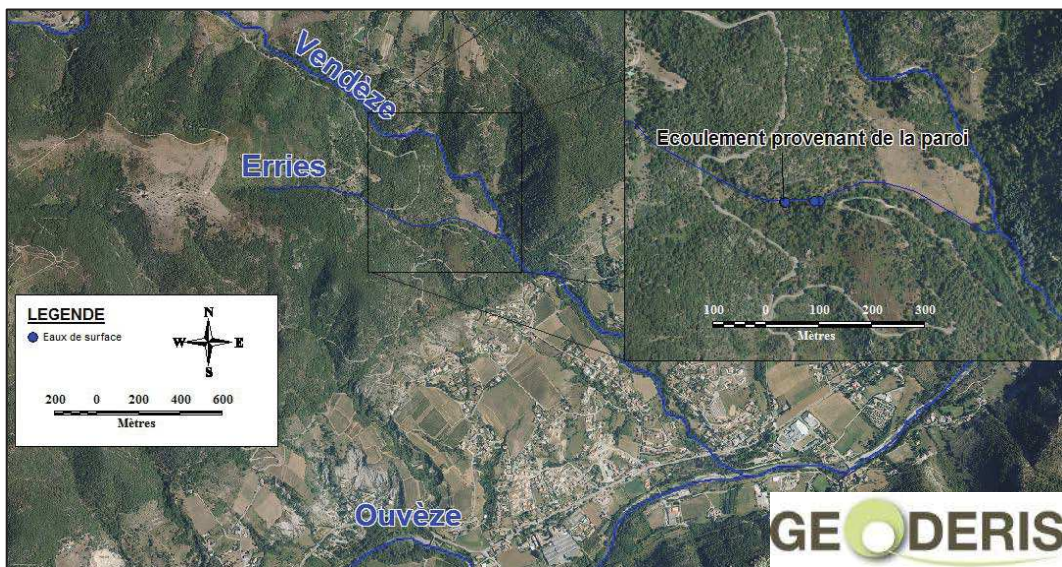 Vendèze
Erries
Ecoulement provenant de la paroi
100 0 100 200 300
Mètres
LEGENDE
Eaux de surface
N
W E
S
200 0 200 400 600
Mètres
Ouvèze
GEODERIS